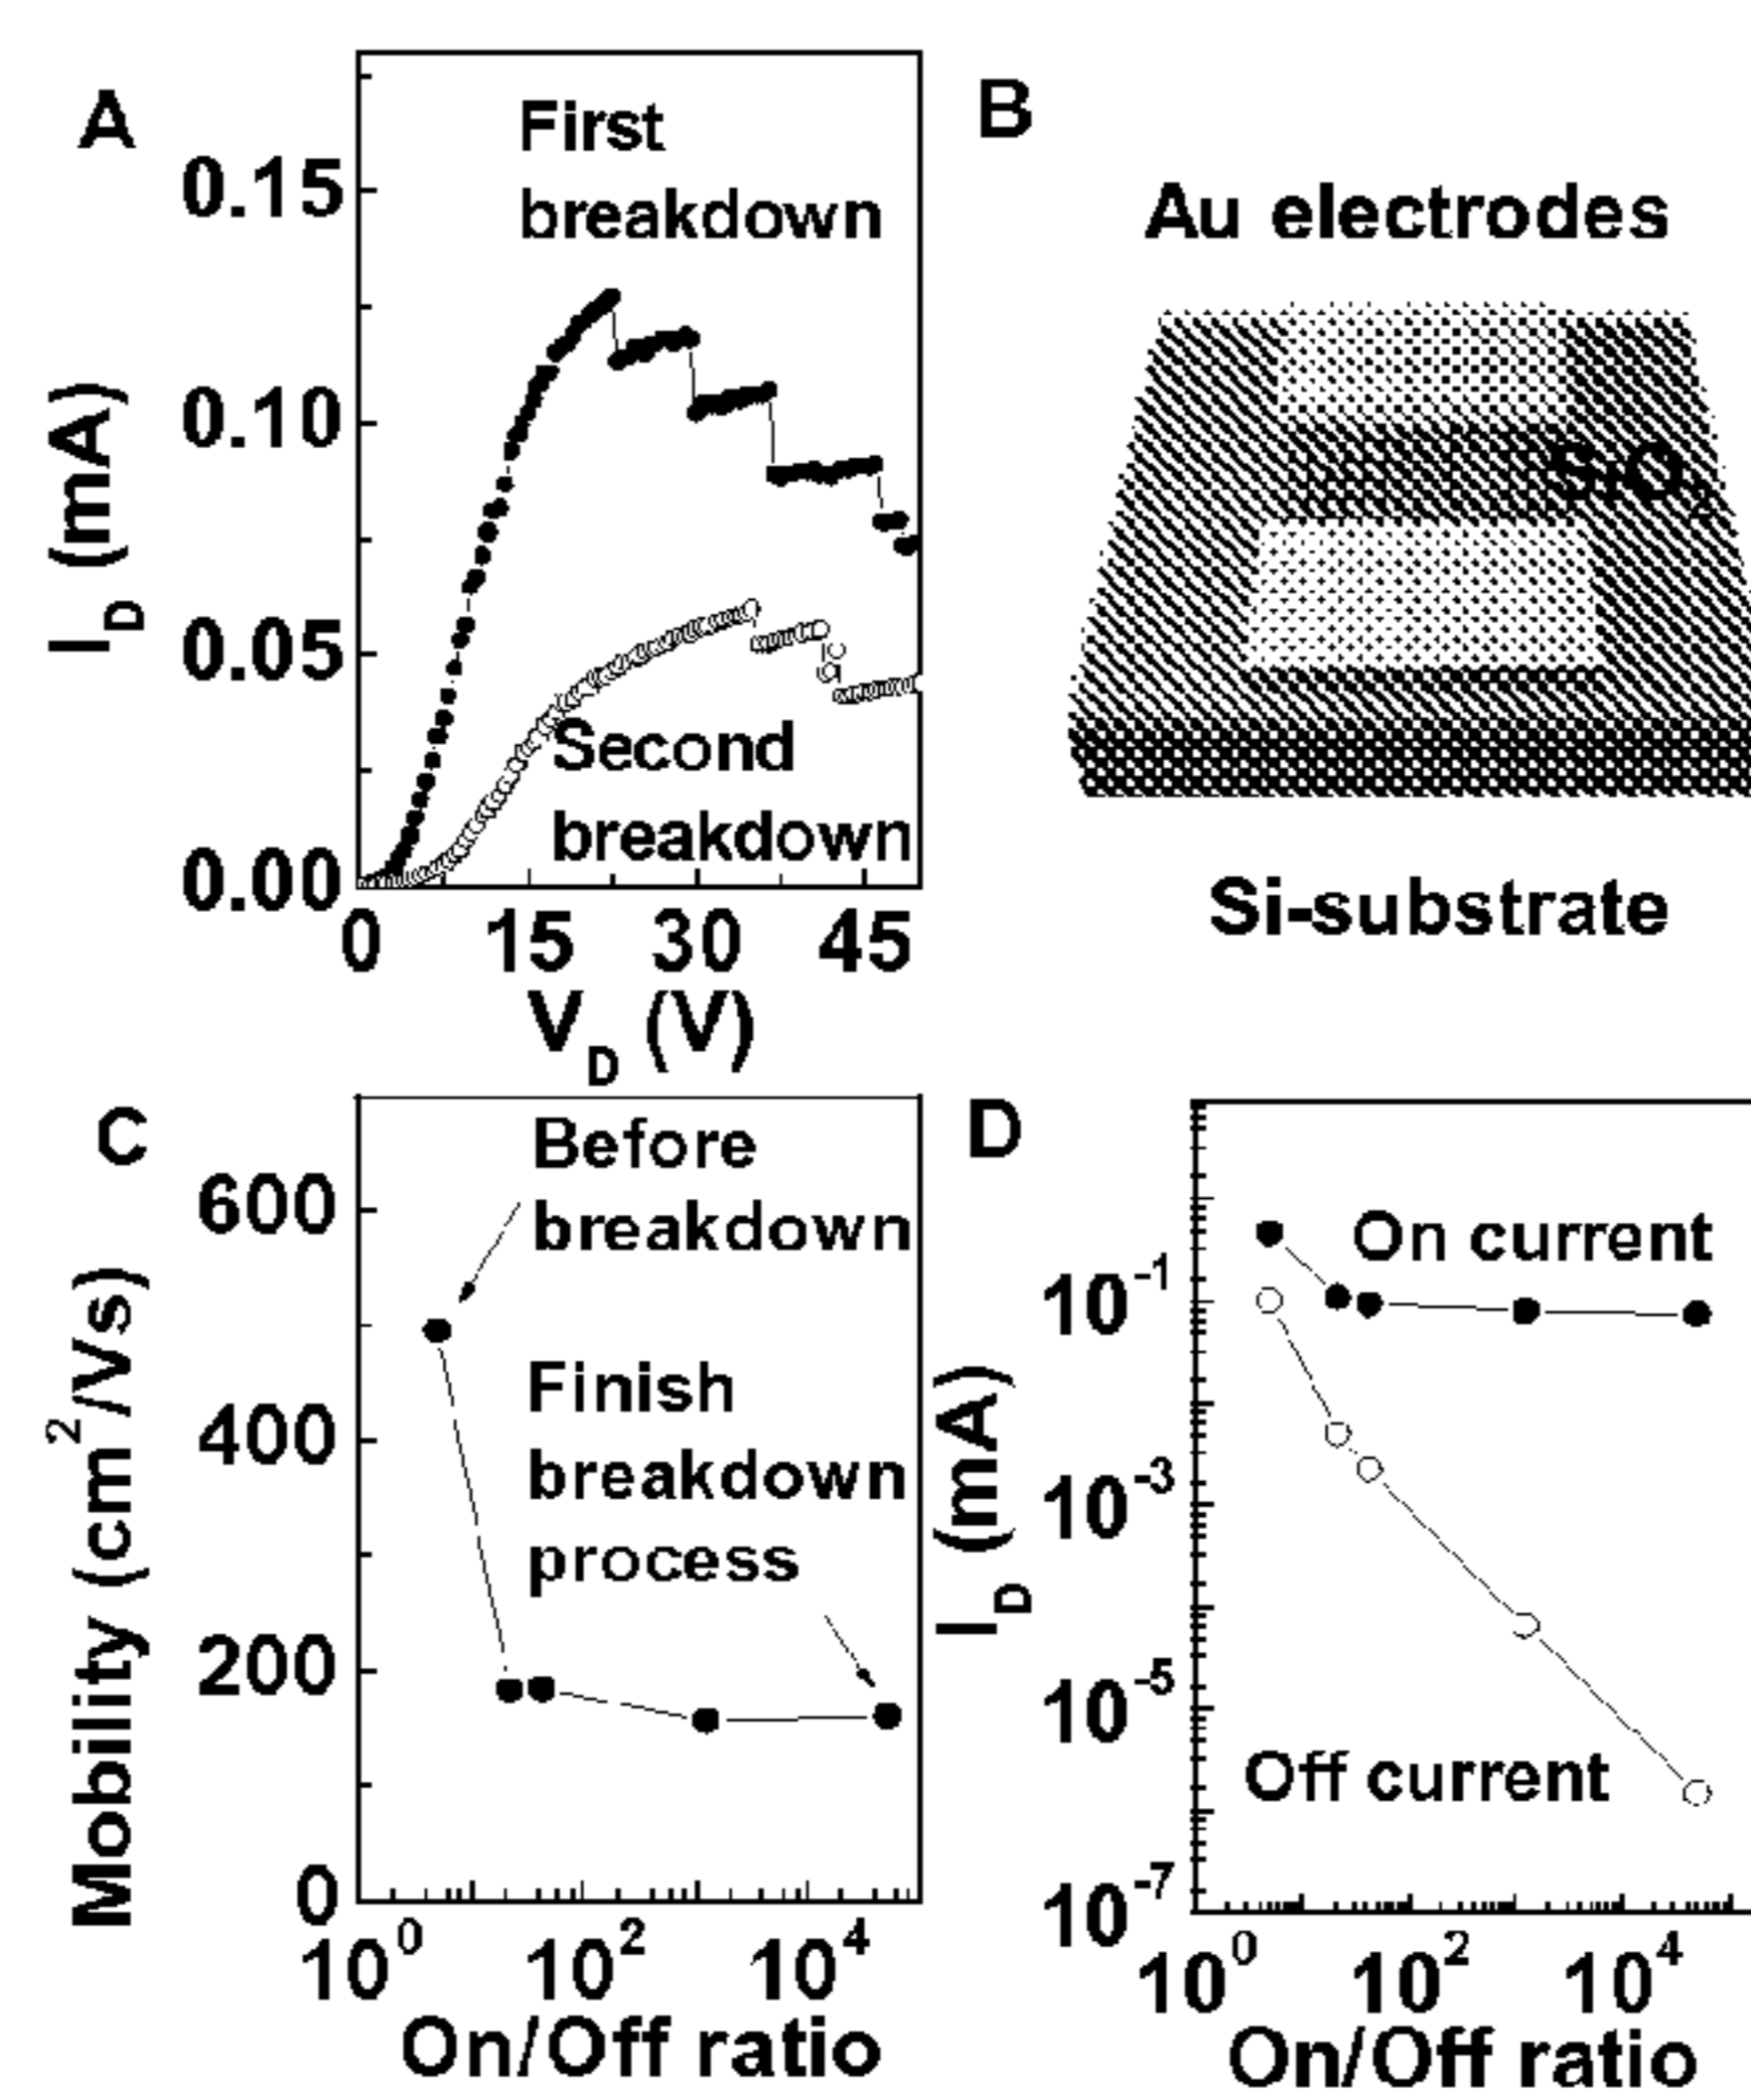 A
First
breakdown
0.15
0.10
0.05
0.00
I_D (mA)
Second
breakdown
0 15 30 45
V_D (V)
B
Au electrodes
SiO₂
Si-substrate
C
Before
breakdown
600
400
200
0
Mobility (cm²/Vs)
Finish
breakdown
process
10⁰ 10² 10⁴
On/Off ratio
D
On current
10⁻¹
10⁻³
10⁻⁵
10⁻⁷
I_D (mA)
Off current
10⁰ 10² 10⁴
On/Off ratio